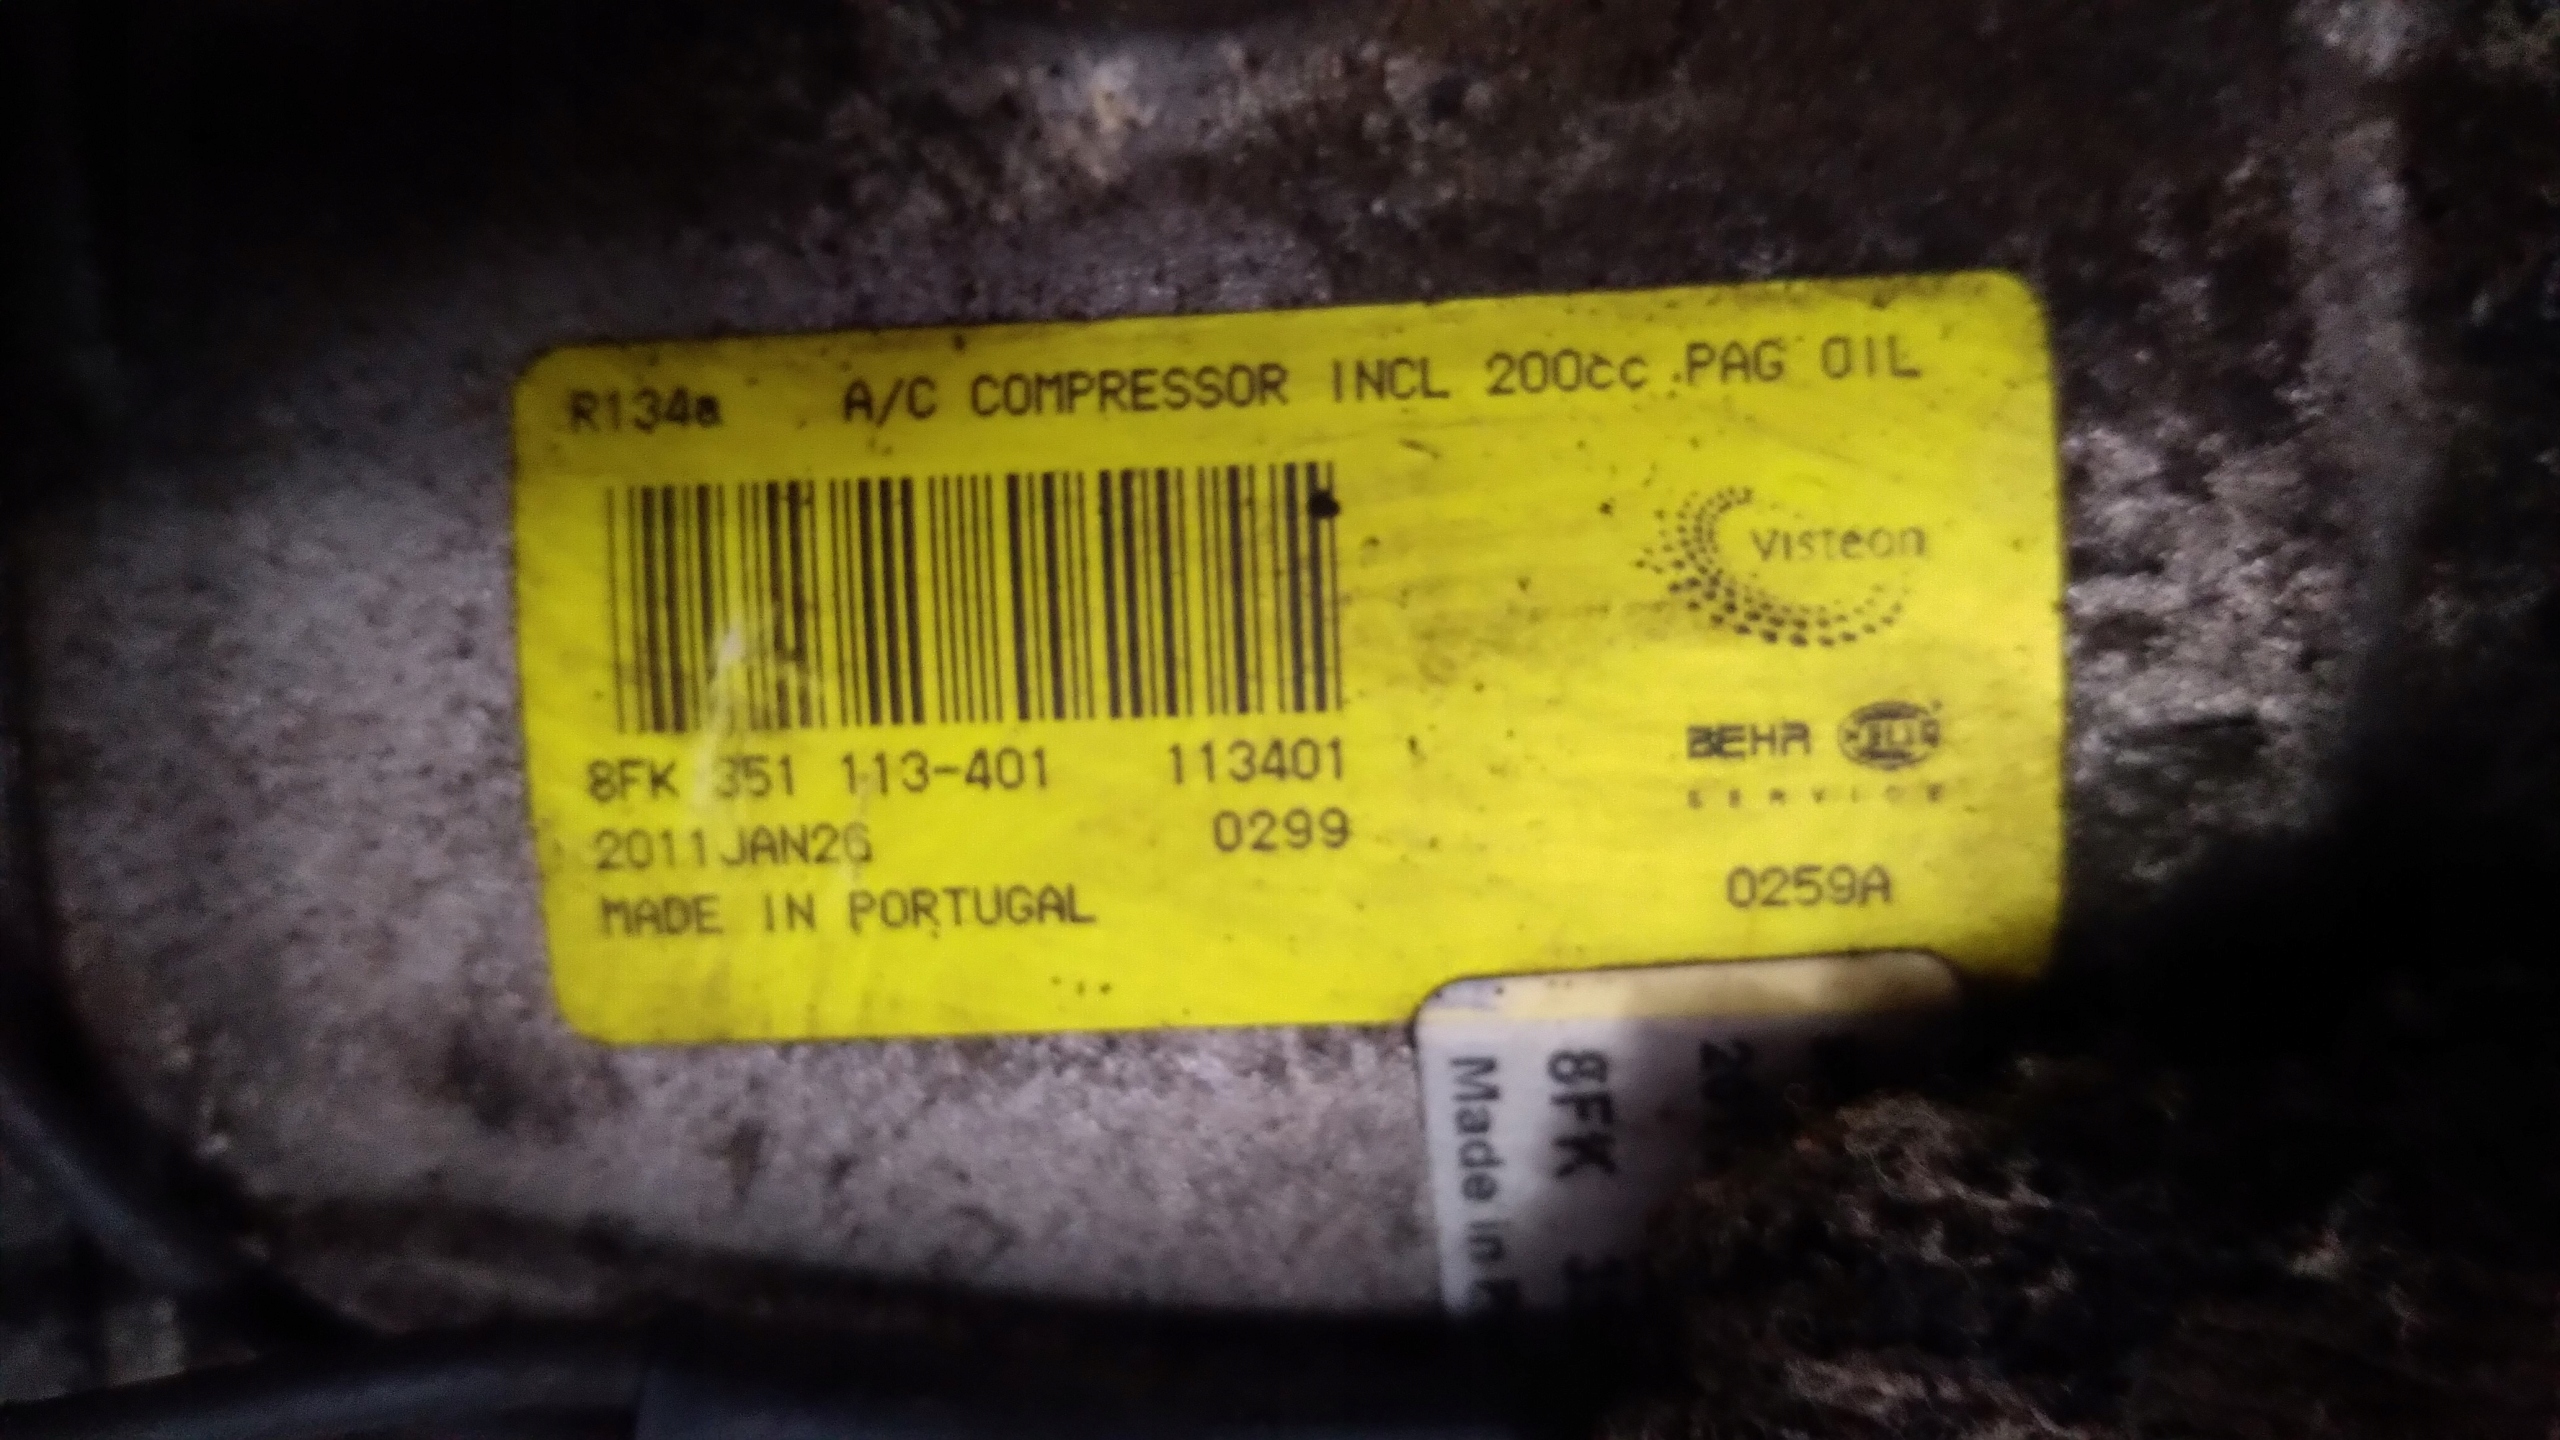 R134a A/C COMPRESSOR INCL 200cc PAG OIL
Visteon
8FK 351 113-401 113401
BEHR HELLA
SERVICE
2011JAN26 0299
0259A
MADE IN PORTUGAL
8FK
Made in